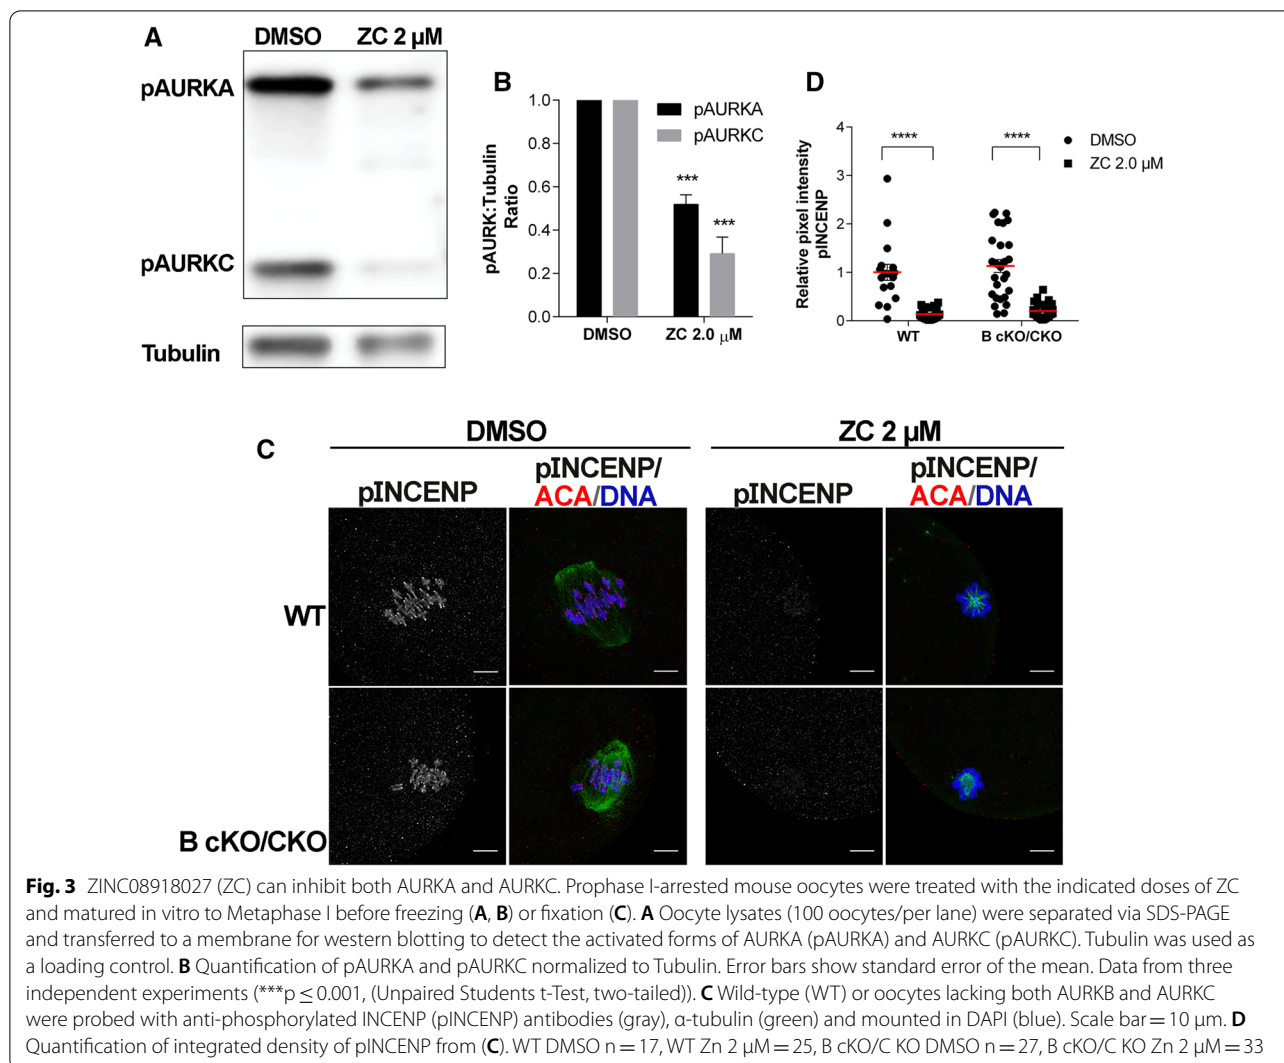 A
DMSO
ZC 2 µM
pAURKA
pAURKC
Tubulin
B
pAURK:Tubulin
Ratio
1.0
0.8
0.6
0.4
0.2
0.0
pAURKA
pAURKC
***
***
DMSO
ZC 2.0 µM
D
Relative pixel intensity
pINCENP
4
3
2
1
0
****
****
DMSO
ZC 2.0 µM
WT
B cKO/CKO
C
DMSO
ZC 2 µM
pINCENP
pINCENP/
ACA/DNA
pINCENP
pINCENP/
ACA/DNA
WT
B cKO/CKO
Fig. 3 ZINC08918027 (ZC) can inhibit both AURKA and AURKC. Prophase I-arrested mouse oocytes were treated with the indicated doses of ZC
and matured in vitro to Metaphase I before freezing (A, B) or fixation (C). A Oocyte lysates (100 oocytes/per lane) were separated via SDS-PAGE
and transferred to a membrane for western blotting to detect the activated forms of AURKA (pAURKA) and AURKC (pAURKC). Tubulin was used as
a loading control. B Quantification of pAURKA and pAURKC normalized to Tubulin. Error bars show standard error of the mean. Data from three
independent experiments (***p ≤ 0.001, (Unpaired Students t-Test, two-tailed)). C Wild-type (WT) or oocytes lacking both AURKB and AURKC
were probed with anti-phosphorylated INCENP (pINCENP) antibodies (gray), α-tubulin (green) and mounted in DAPI (blue). Scale bar = 10 µm. D
Quantification of integrated density of pINCENP from (C). WT DMSO n = 17, WT Zn 2 µM = 25, B cKO/C KO DMSO n = 27, B cKO/C KO Zn 2 µM = 33